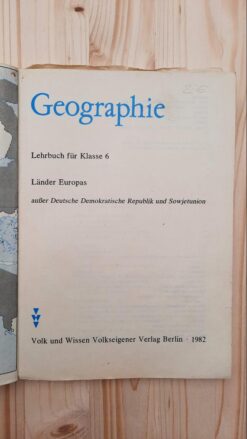 Geographie
Lehrbuch für Klasse 6
Länder Europas
außer Deutsche Demokratische Republik und Sowjetunion
Volk und Wissen Volkseigener Verlag Berlin · 1982